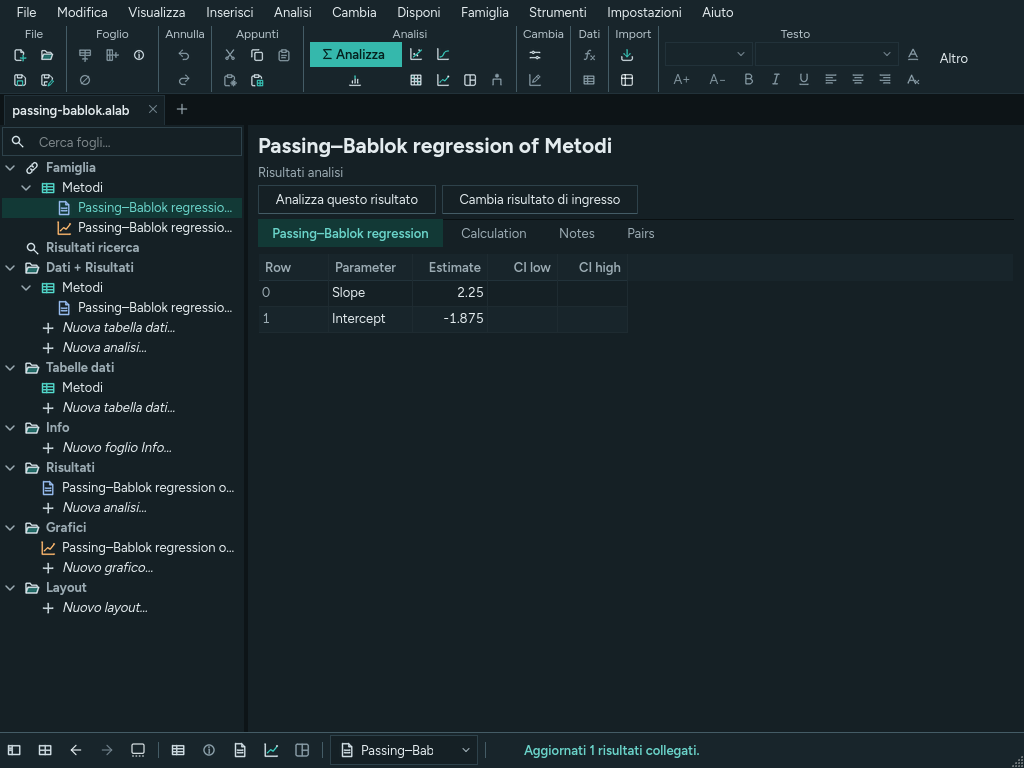 File Modifica Visualizza Inserisci Analisi Cambia Disponi Famiglia Strumenti Impostazioni Aiuto
File Foglio Annulla Appunti Analisi Cambia Dati Import Testo
Σ Analizza
Altro
A+ A- B I U
passing-bablok.alab
Cerca fogli...
Famiglia
Metodi
Passing–Bablok regressio...
Passing–Bablok regressio...
Risultati ricerca
Dati + Risultati
Metodi
Passing–Bablok regressio...
Nuova tabella dati...
Nuova analisi...
Tabelle dati
Metodi
Nuova tabella dati...
Info
Nuovo foglio Info...
Risultati
Passing–Bablok regression o...
Nuova analisi...
Grafici
Passing–Bablok regression o...
Nuovo grafico...
Layout
Nuovo layout...
Passing–Bablok regression of Metodi
Risultati analisi
Analizza questo risultato Cambia risultato di ingresso
Passing–Bablok regression Calculation Notes Pairs
Row Parameter Estimate CI low CI high
0 Slope 2.25
1 Intercept -1.875
Passing–Bab
Aggiornati 1 risultati collegati.